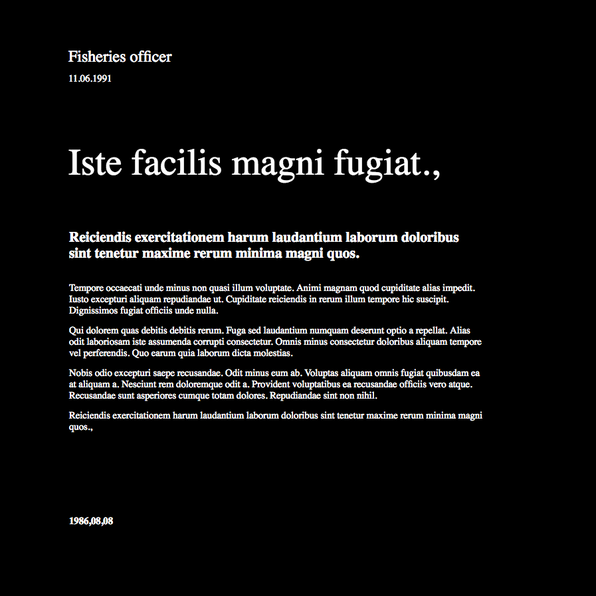 Fisheries officer
11.06.1991
Iste facilis magni fugiat.,
Reiciendis exercitationem harum laudantium laborum doloribus
sint tenetur maxime rerum minima magni quos.
Tempore occaecati unde minus non quasi illum voluptate. Animi magnam quod cupiditate alias impedit.
Iusto excepturi aliquam repudiandae ut. Cupiditate reiciendis in rerum illum tempore hic suscipit.
Dignissimos fugiat officiis unde nulla.
Qui dolorem quas debitis debitis rerum. Fuga sed laudantium numquam deserunt optio a repellat. Alias
odit laboriosam iste assumenda corrupti consectetur. Omnis minus consectetur doloribus aliquam tempore
vel perferendis. Quo earum quia laborum dicta molestias.
Nobis odio excepturi saepe recusandae. Odit minus eum ab. Voluptas aliquam omnis fugiat quibusdam ea
at aliquam a. Nesciunt rem doloremque odit a. Provident voluptatibus ea recusandae officiis vero atque.
Recusandae sunt asperiores cumque totam dolores. Repudiandae sint non nihil.
Reiciendis exercitationem harum laudantium laborum doloribus sint tenetur maxime rerum minima magni
quos.,
1986,08,08